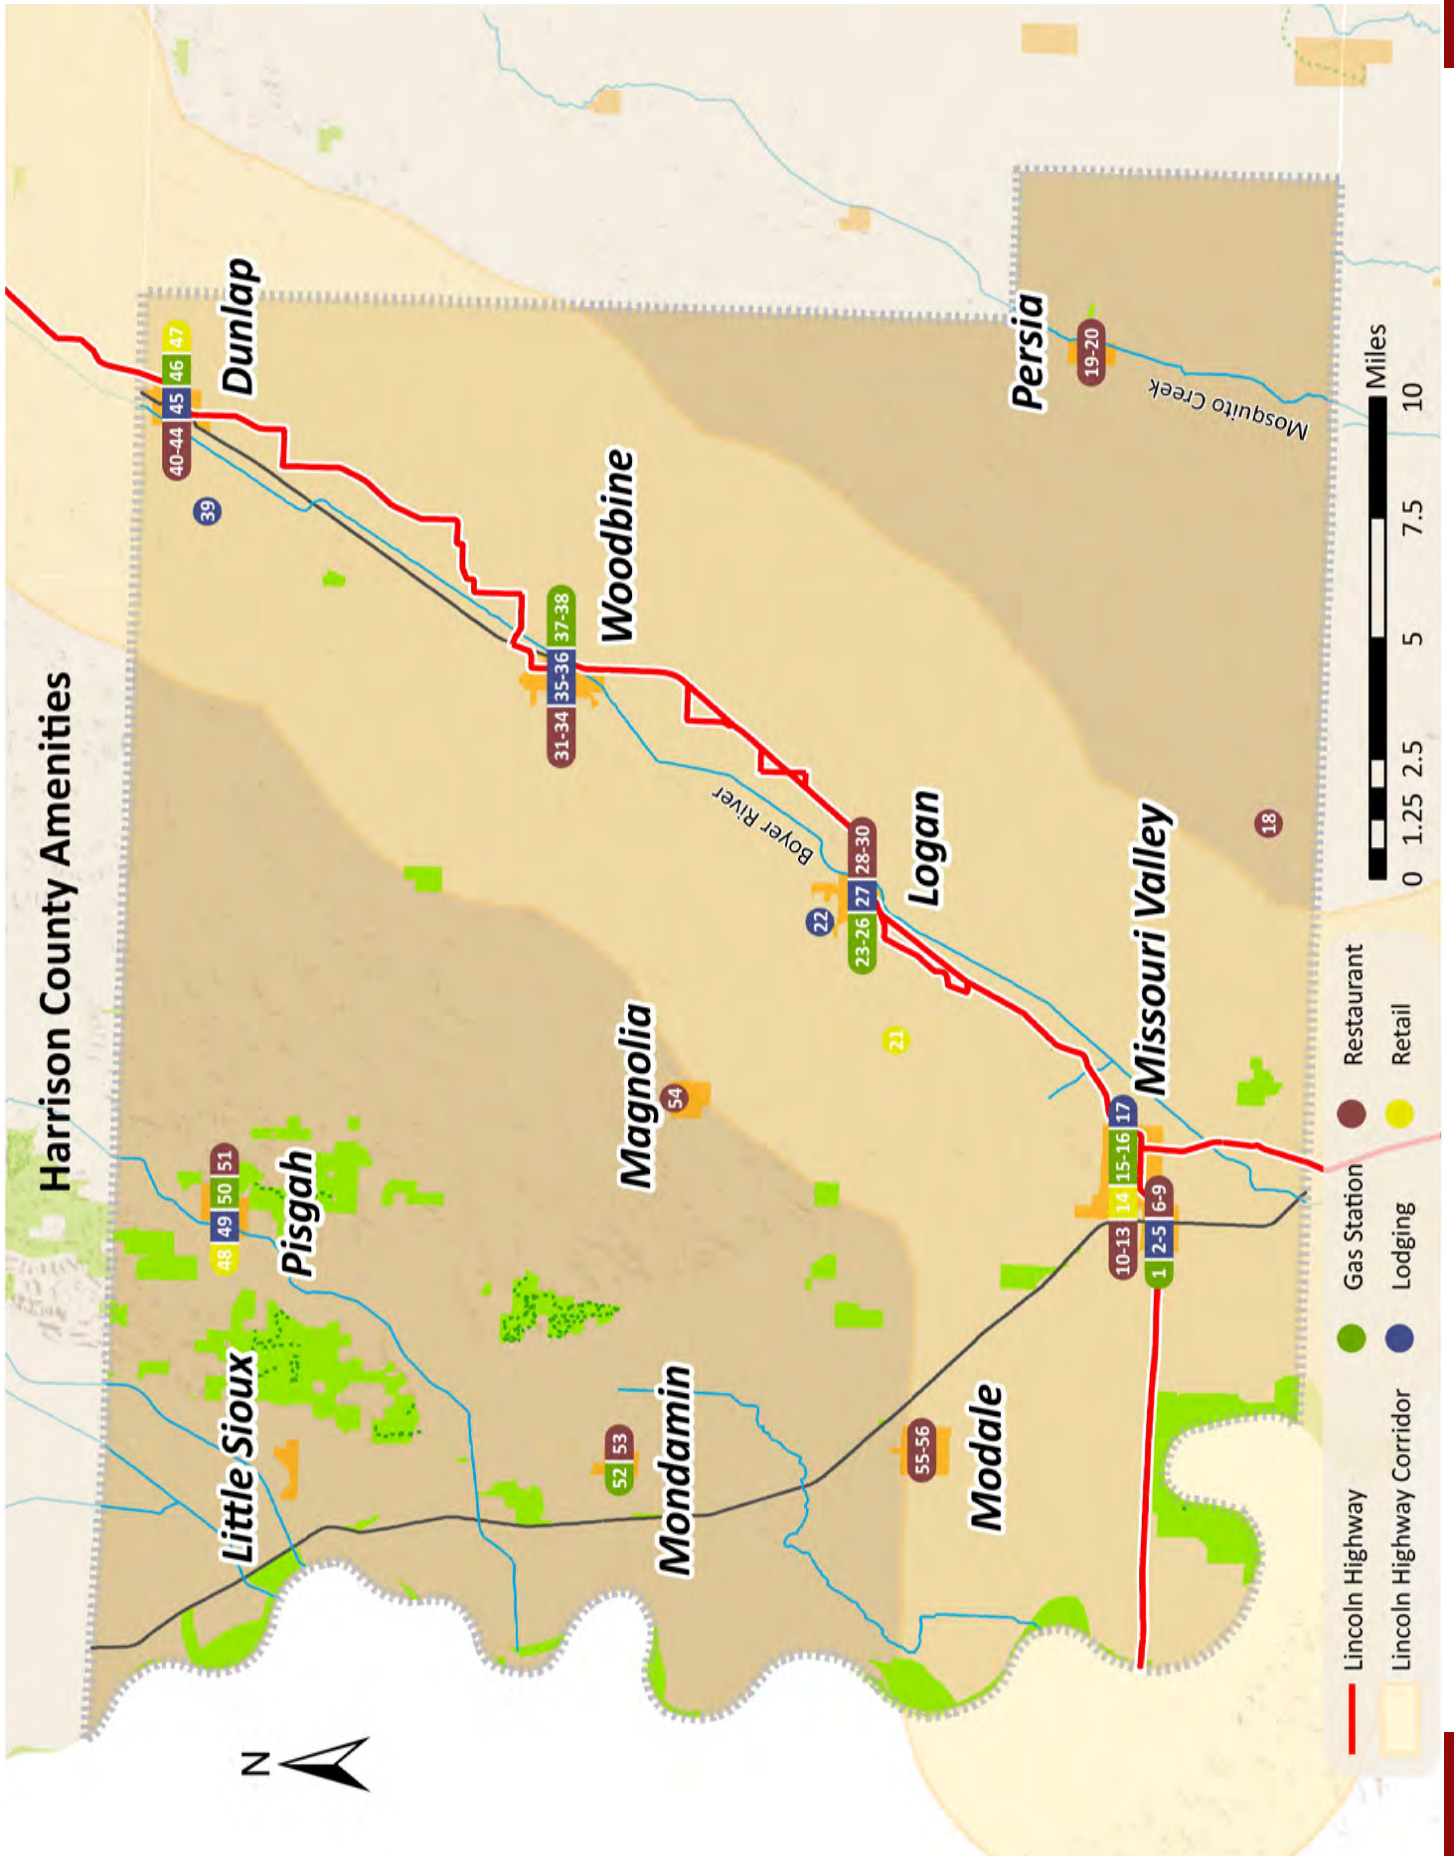 Harrison County Amenities
N
40-44 45 46 47
Dunlap
39
48 49 50 51
Pisgah
Little Sioux
31-34 35-36 37-38
Woodbine
Boyer River
52 53
Mondamin
54
Magnolia
22
23-26 27 28-30
Logan
21
19-20
Persia
Mosquito Creek
55-56
Modale
10-13 14 15-16 17
1 2-5 6-9
Missouri Valley
18
Lincoln Highway
Gas Station
Restaurant
Lincoln Highway Corridor
Lodging
Retail
Miles
0 1.25 2.5 5 7.5 10